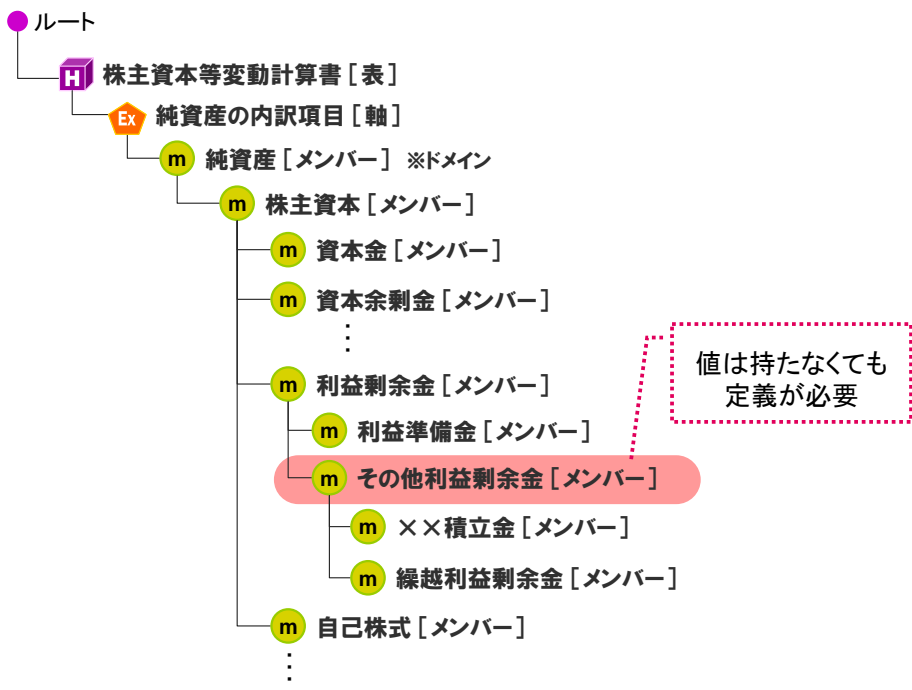 ルート
H 株主資本等変動計算書［表］
Ex 純資産の内訳項目［軸］
m 純資産［メンバー］ ※ドメイン
m 株主資本［メンバー］
m 資本金［メンバー］
m 資本余剰金［メンバー］
⋮
m 利益剰余金［メンバー］
m 利益準備金［メンバー］
m その他利益剰余金［メンバー］
m ××積立金［メンバー］
m 繰越利益剰余金［メンバー］
m 自己株式［メンバー］
⋮
値は持たなくても
定義が必要